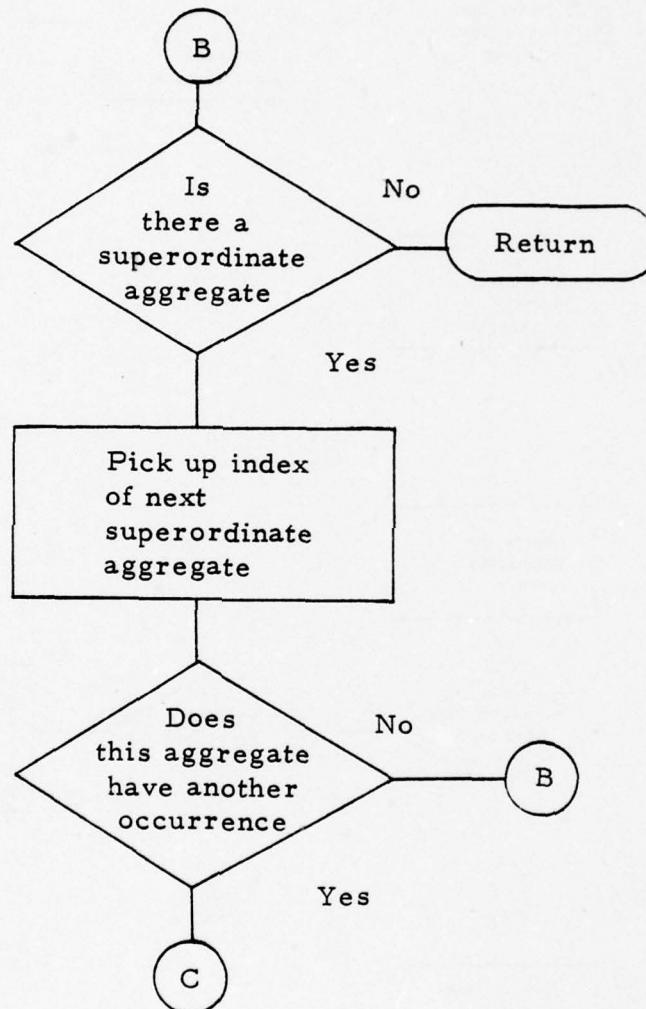 B
Is
there a
superordinate
aggregate
No
Return
Yes
Pick up index
of next
superordinate
aggregate
Does
this aggregate
have another
occurrence
No
B
Yes
C